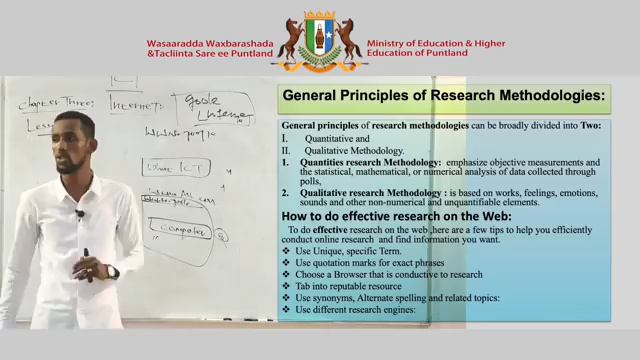 Wasaaradda Waxbarashada
&Tacliinta Sare ee Puntland
Ministry of Education & Higher
Education of Puntland
Chapter Three:
Internet:
google
What ICT
Computer
General Principles of Research Methodologies:
General principles of research methodologies can be broadly divided into Two:
I. Quantitative and
II. Qualitative Methodology.
1. Quantities research Methodology: emphasize objective measurements and
the statistical, mathematical, or numerical analysis of data collected through
polls,
2. Qualitative research Methodology : is based on works, feelings, emotions,
sounds and other non-numerical and unquantifiable elements.
How to do effective research on the Web:
To do effective research on the web, here are a few tips to help you efficiently
conduct online research and find information you want.
❖ Use Unique, specific Term.
❖ Use quotation marks for exact phrases
❖ Choose a Browser that is conductive to research
❖ Tab into reputable resource
❖ Use synonyms, Alternate spelling and related topics:
❖ Use different research engines: